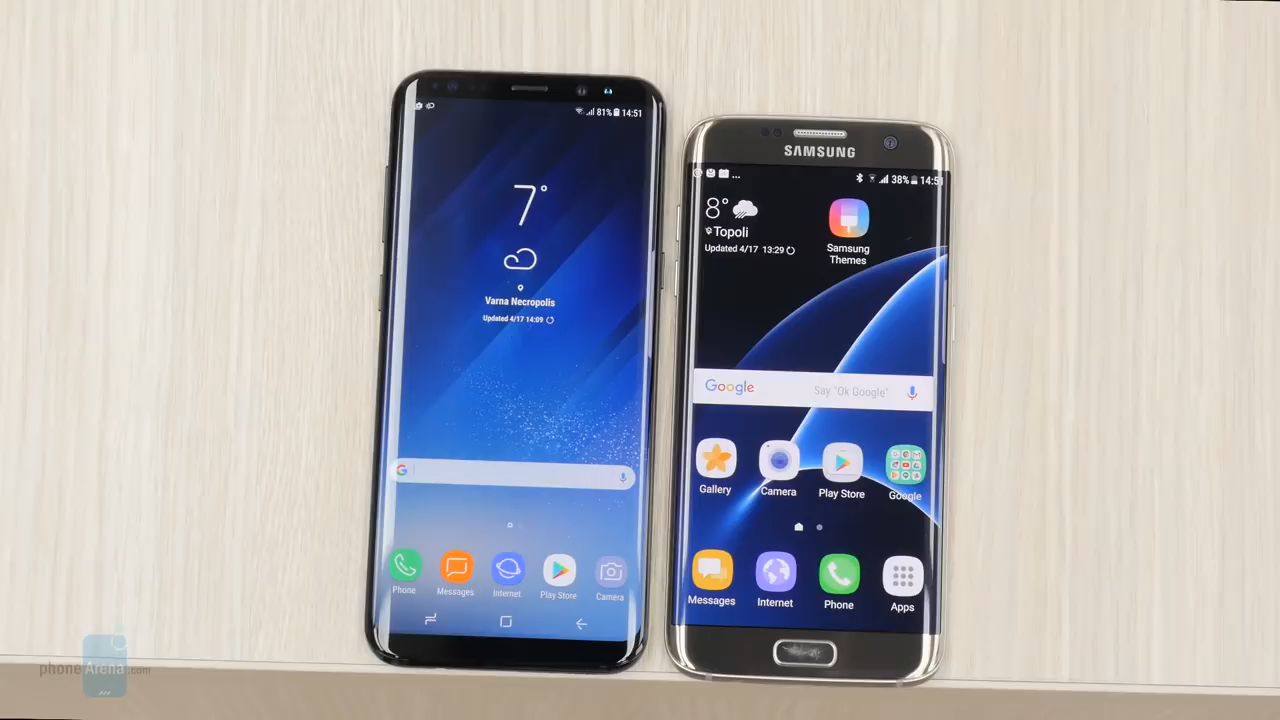 81% 14:51
7°
Varna Necropolis
Updated 4/17 14:09
Phone
Messages
Internet
Play Store
Camera
SAMSUNG
... 38% 14:51
8°
Topoli
Updated 4/17 13:29
Samsung
Themes
Google
Say "Ok Google"
Gallery
Camera
Play Store
Google
Messages
Internet
Phone
Apps
phoneArena.com